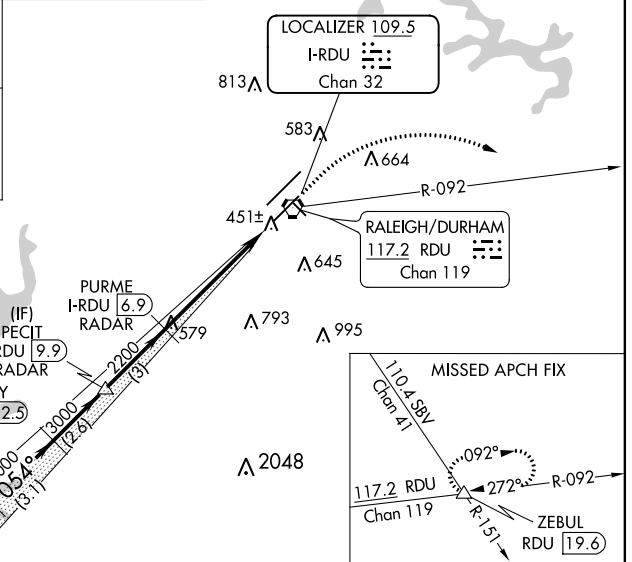 LOCALIZER 109.5
I-RDU
Chan 32
813
583
664
R-092
451±
RALEIGH/DURHAM
117.2 RDU
Chan 119
645
PURME
I-RDU 6.9
RADAR
579
793
995
(IF)
PECIT
RDU 9.9
RADAR
Y
2.5
2200
(3)
3000
(2.6)
000
054°
(3.1)
2048
MISSED APCH FIX
110.4 SBV
Chan 41
092°
272°
R-092
117.2 RDU
Chan 119
R-151
ZEBUL
RDU 19.6